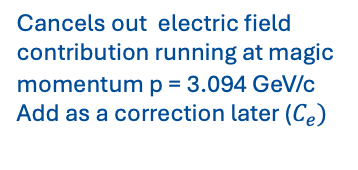 Cancels out electric field
contribution running at magic
momentum p = 3.094 GeV/c
Add as a correction later (𝐶ₑ)